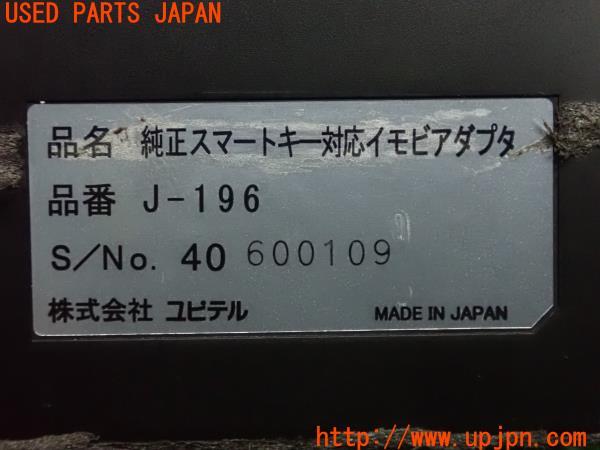 USED PARTS JAPAN
品名 純正スマートキー対応イモビアダプタ
品番 J-196
S/No. 40 600109
株式会社 ユピテル MADE IN JAPAN
http://www.upjpn.com